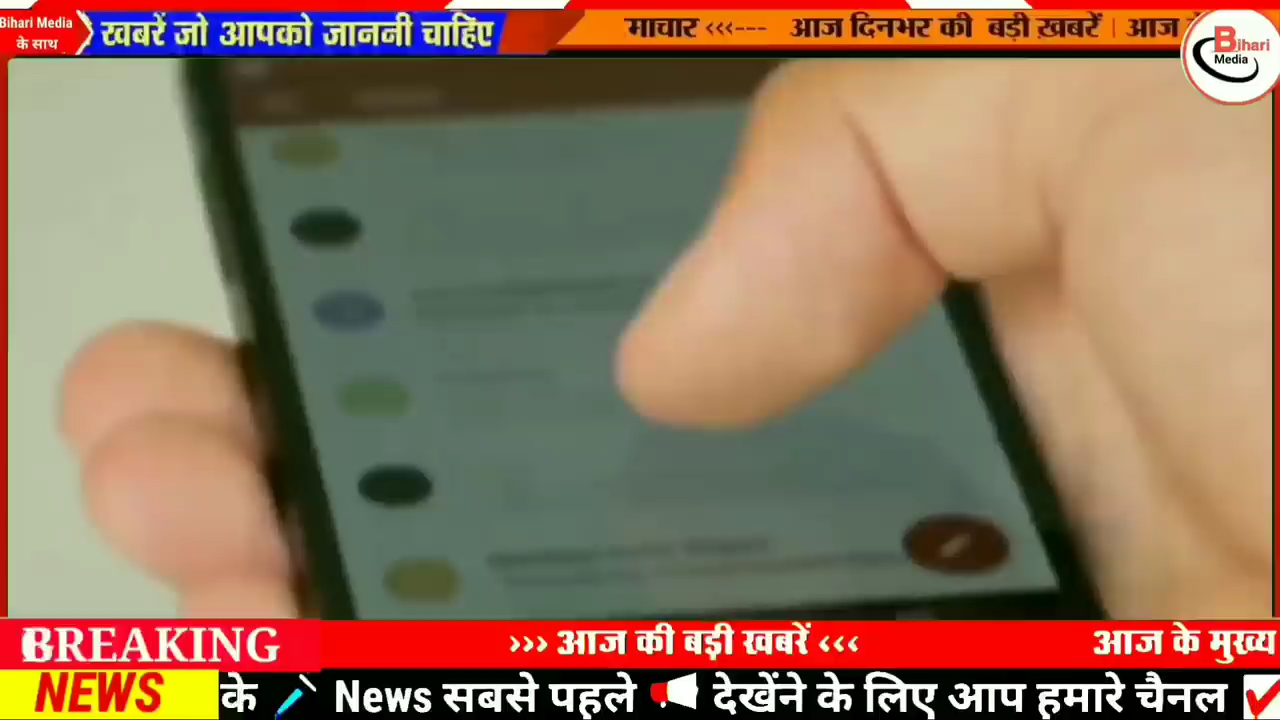 Bihari Media
के साथ
खबरें जो आपको जाननी चाहिए
माचार ‹‹‹--- आज दिनभर की बड़ी ख़बरें | आज
Bihari
Media
BREAKING
››› आज की बड़ी खबरें ‹‹‹ आज के मुख्य
NEWS
के News सबसे पहले देखेंने के लिए आप हमारे चैनल